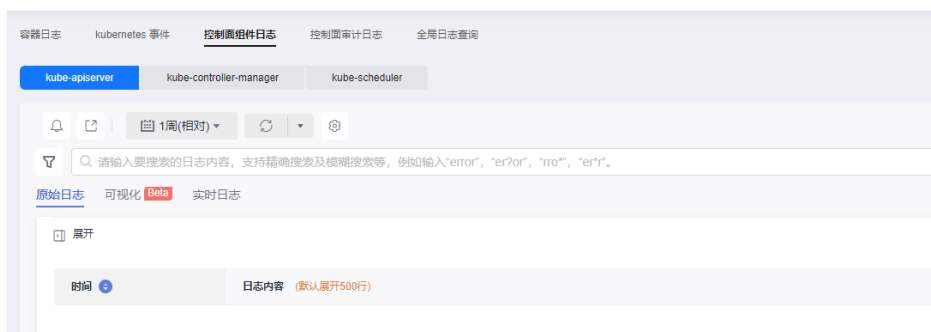 容器日志 kubernetes 事件 控制面组件日志 控制面审计日志 全局日志查询
kube-apiserver kube-controller-manager kube-scheduler
1周(相对)
请输入要搜索的日志内容，支持精确搜索及模糊搜索等，例如输入"error"，"er?or"，"rro*"，"er*r"。
原始日志 可视化 Beta 实时日志
展开
时间 日志内容 (默认展开500行)